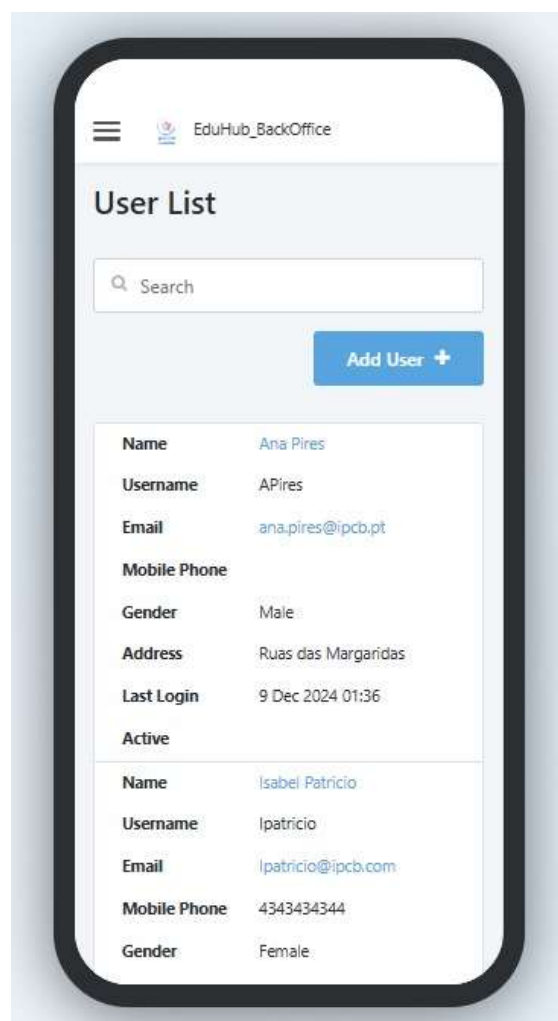 EduHub_BackOffice
User List
Search
Add User +
Name Ana Pires
Username APires
Email ana.pires@ipcb.pt
Mobile Phone
Gender Male
Address Ruas das Margaridas
Last Login 9 Dec 2024 01:36
Active
Name Isabel Patricio
Username Ipatricio
Email Ipatricio@ipcb.com
Mobile Phone 4343434344
Gender Female